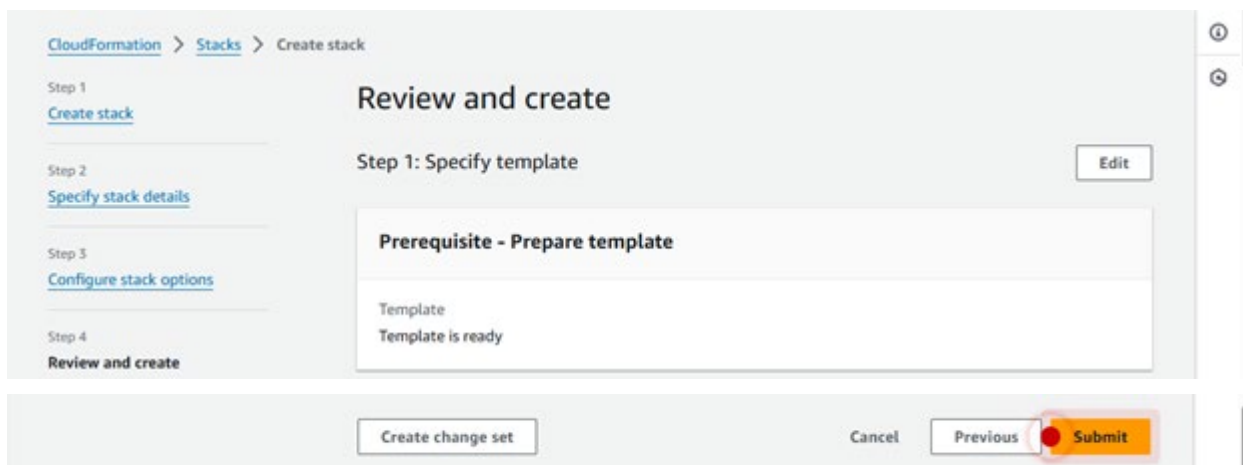 CloudFormation > Stacks > Create stack
Step 1
Create stack
Step 2
Specify stack details
Step 3
Configure stack options
Step 4
Review and create
Review and create
Step 1: Specify template
Edit
Prerequisite - Prepare template
Template
Template is ready
Create change set
Cancel
Previous
Submit